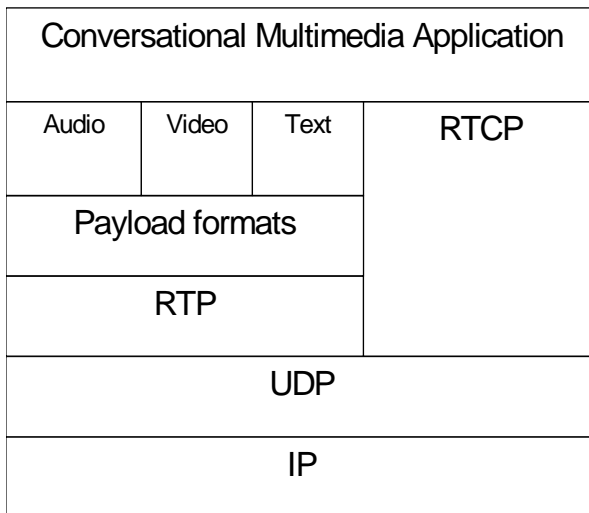 Conversational Multimedia Application
Audio
Video
Text
RTCP
Payload formats
RTP
UDP
IP